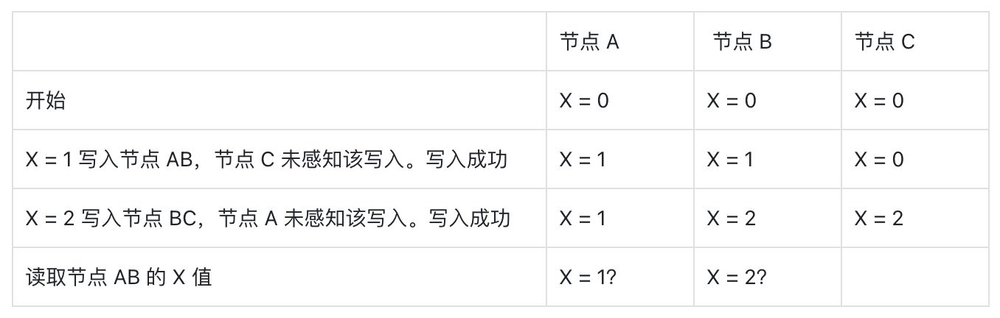 节点 A 节点 B 节点 C
开始 X = 0 X = 0 X = 0
X = 1 写入节点 AB，节点 C 未感知该写入。写入成功 X = 1 X = 1 X = 0
X = 2 写入节点 BC，节点 A 未感知该写入。写入成功 X = 1 X = 2 X = 2
读取节点 AB 的 X 值 X = 1? X = 2?